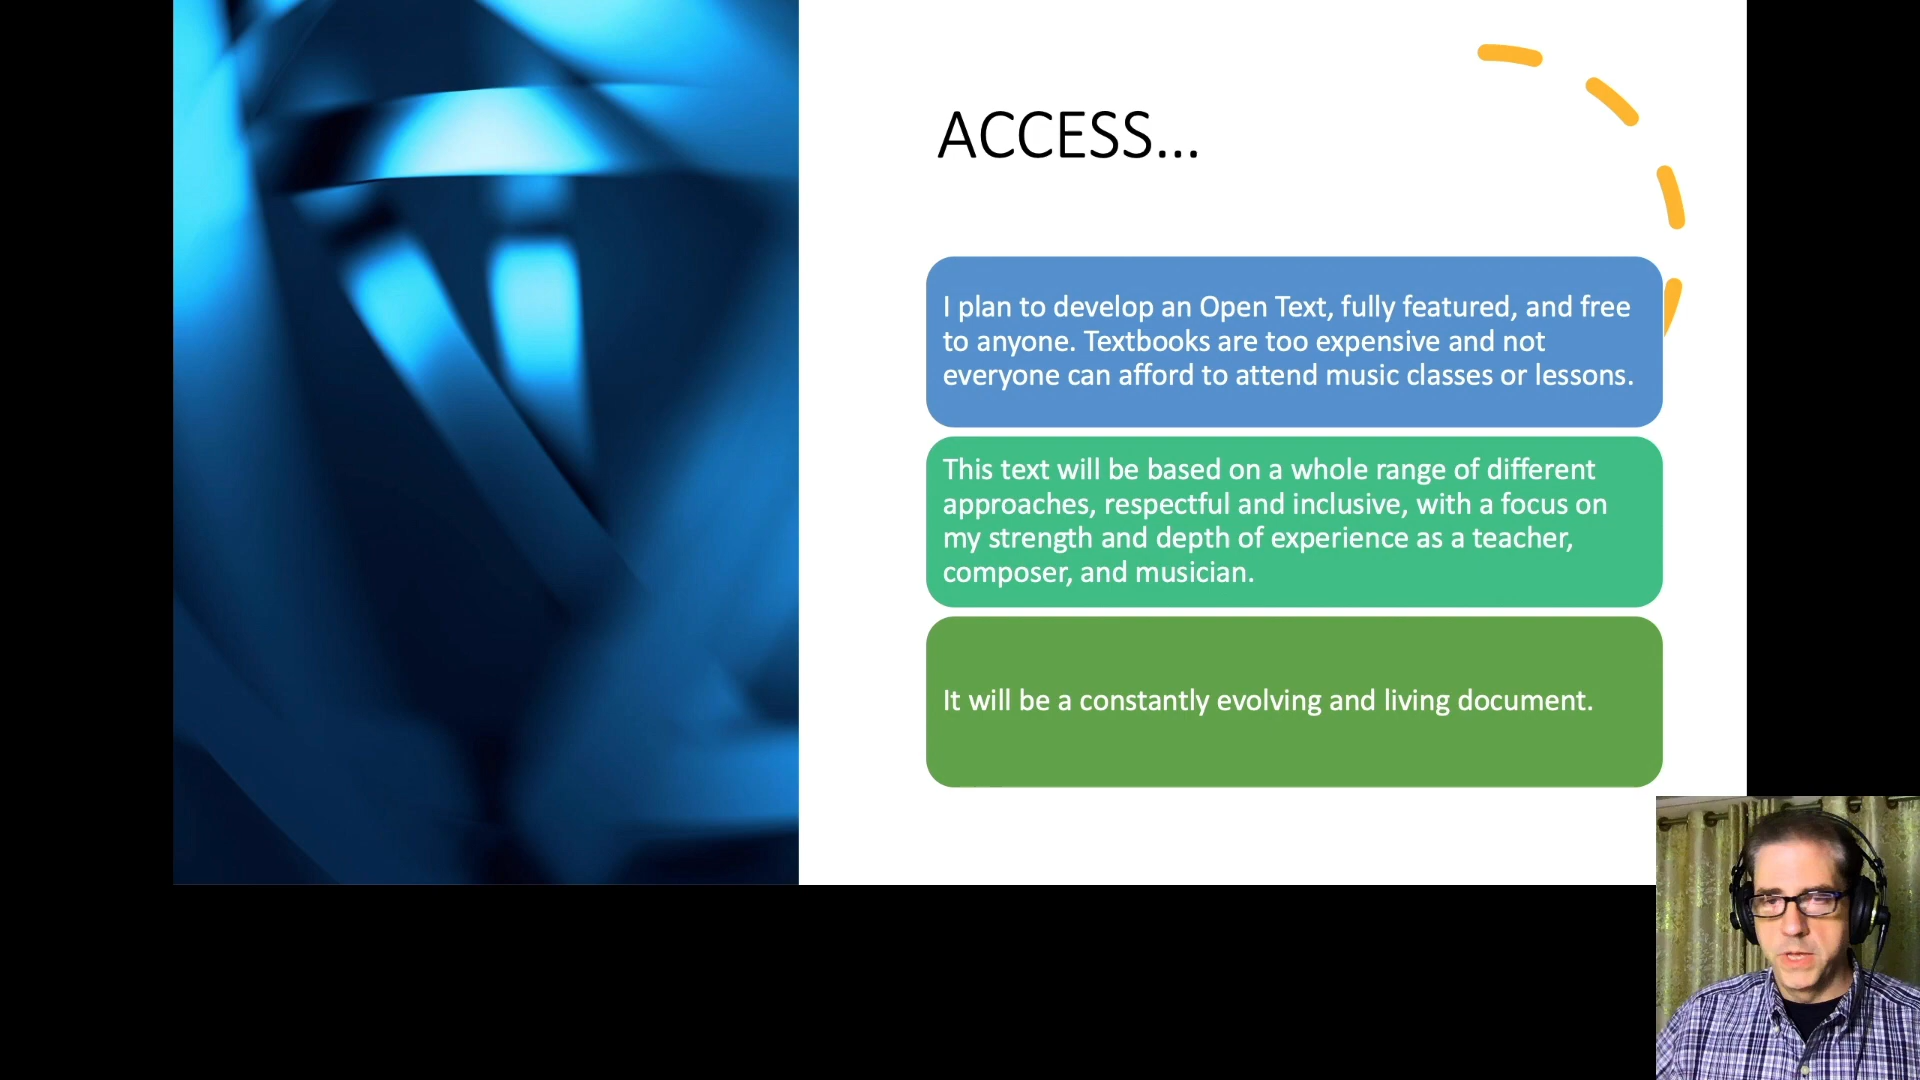 ACCESS...
I plan to develop an Open Text, fully featured, and free
to anyone. Textbooks are too expensive and not
everyone can afford to attend music classes or lessons.
This text will be based on a whole range of different
approaches, respectful and inclusive, with a focus on
my strength and depth of experience as a teacher,
composer, and musician.
It will be a constantly evolving and living document.